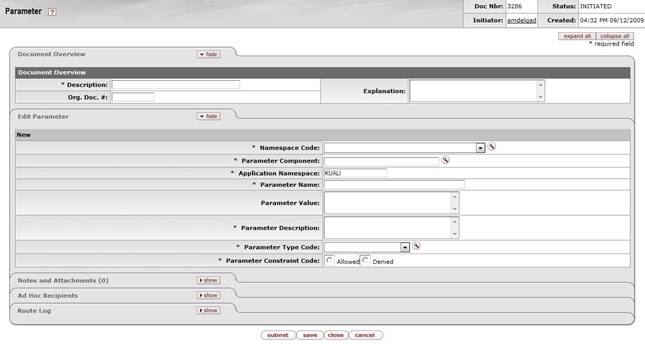 Parameter ?
Doc Nbr: 3286 Status: INITIATED
Initiator: amdelgad Created: 04:32 PM 09/12/2009
expand all collapse all
* required field
Document Overview hide
Document Overview
* Description: Explanation:
Org. Doc. #:
Edit Parameter hide
New
* Namespace Code:
* Parameter Component:
* Application Namespace: KUALI
* Parameter Name:
Parameter Value:
* Parameter Description:
* Parameter Type Code:
* Parameter Constraint Code: Allowed Denied
Notes and Attachments (0) show
Ad Hoc Recipients show
Route Log show
submit save close cancel